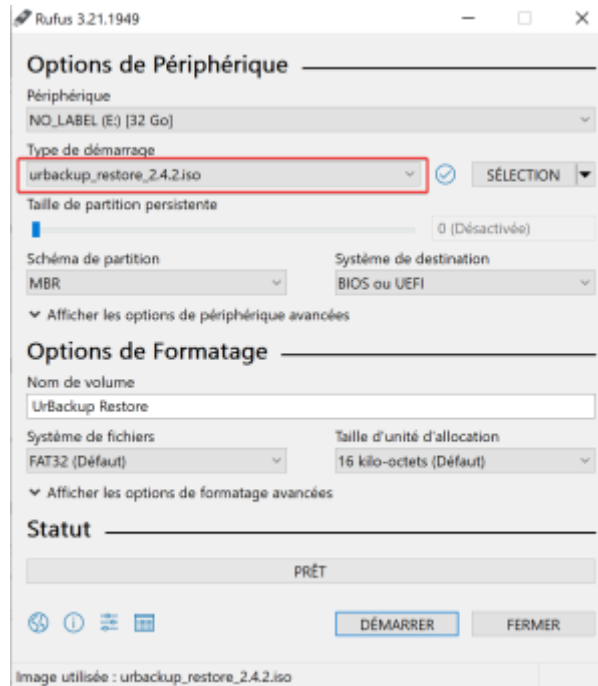 Rufus 3.21.1949
Options de Périphérique
Périphérique
NO_LABEL (E:) [32 Go]
Type de démarrage
urbackup_restore_2.4.2.iso
SÉLECTION
Taille de partition persistente
0 (Désactivée)
Schéma de partition Système de destination
MBR BIOS ou UEFI
Afficher les options de périphérique avancées
Options de Formatage
Nom de volume
UrBackup Restore
Système de fichiers Taille d'unité d'allocation
FAT32 (Défaut) 16 kilo-octets (Défaut)
Afficher les options de formatage avancées
Statut
PRÊT
DÉMARRER FERMER
Image utilisée : urbackup_restore_2.4.2.iso